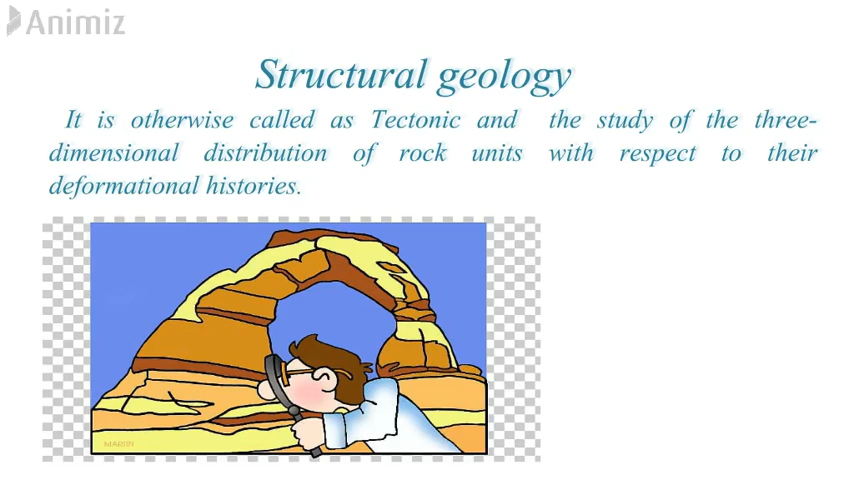 Animiz
Structural geology
It is otherwise called as Tectonic and the study of the three-
dimensional distribution of rock units with respect to their
deformational histories.
MARTIN